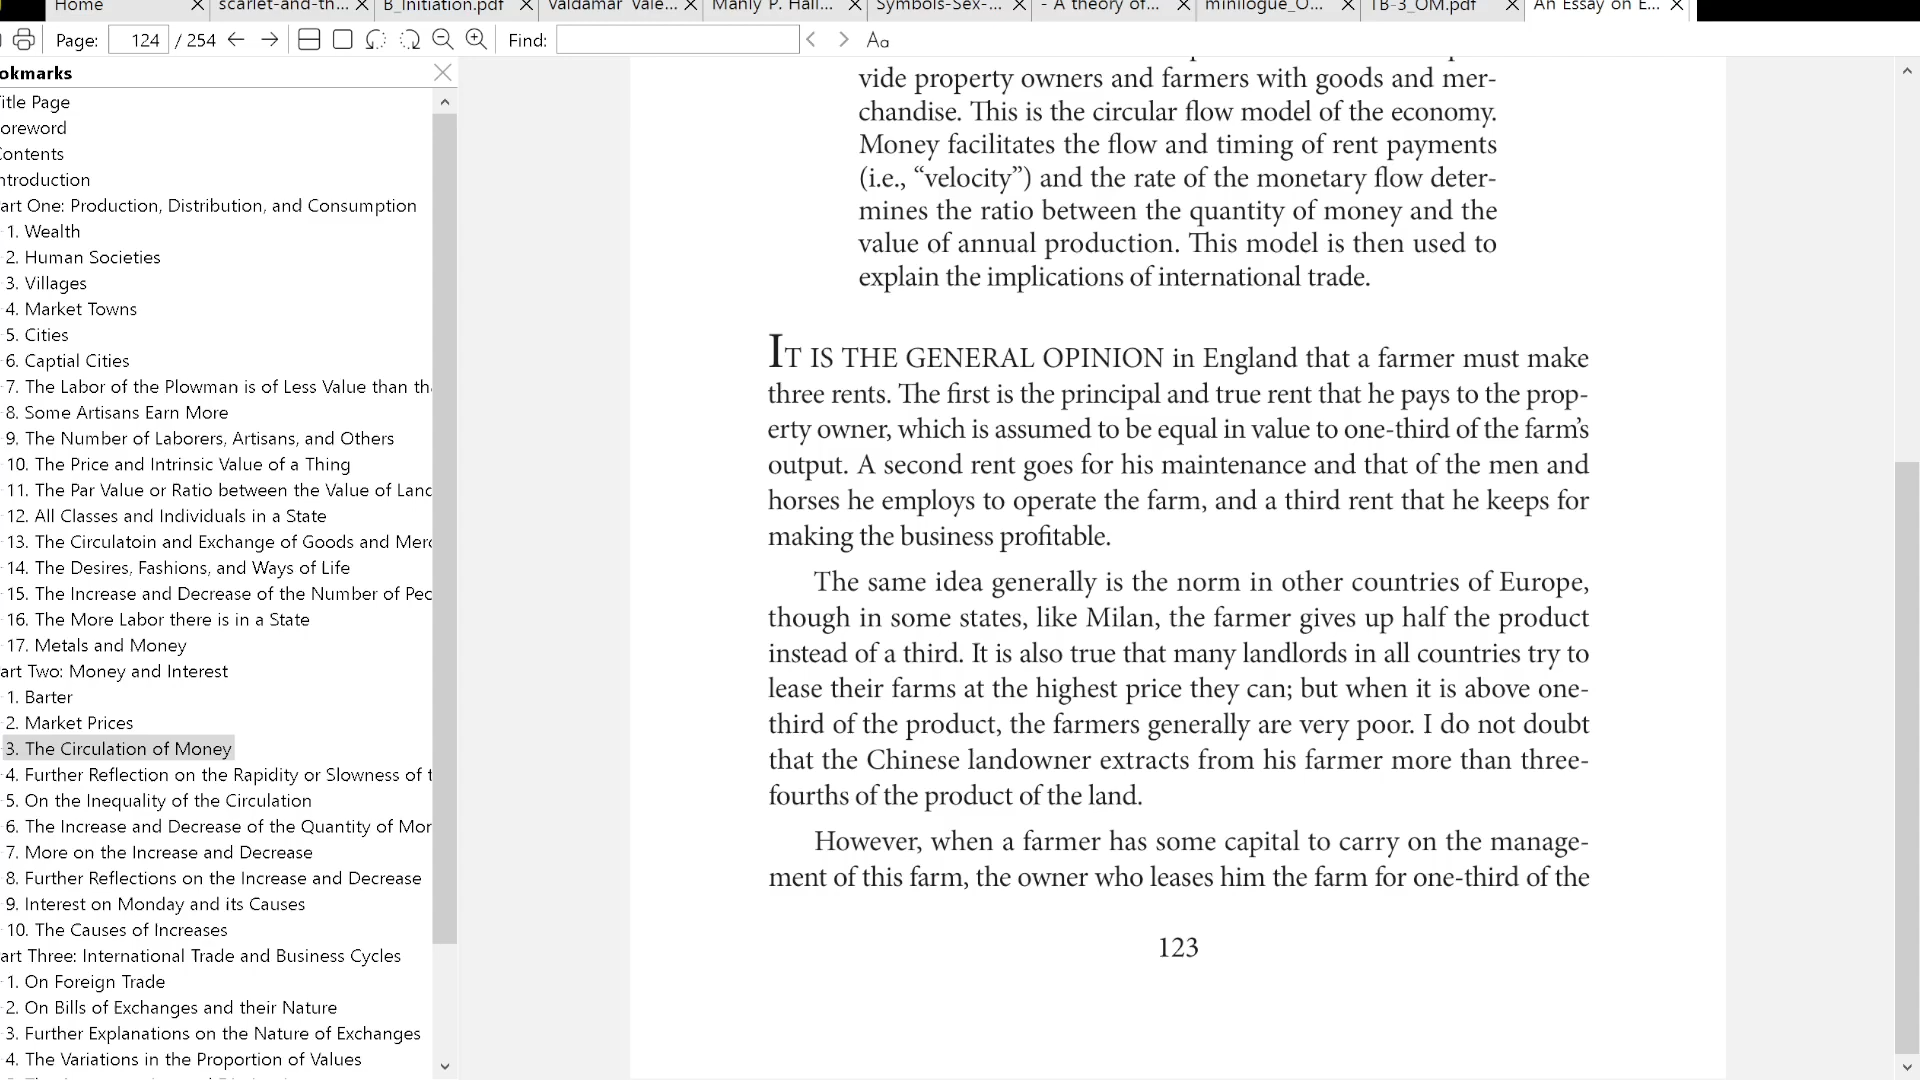 Home
scarlet-and-th...
B_Initiation.pdf
Valdamar Vale...
Manly P. Hall...
Symbols-Sex-...
- A theory of...
minilogue_O...
TB-3_OM.pdf
An Essay on E...
Page: 124 / 254
Find:
Aa
okmarks
itle Page
oreword
Contents
ntroduction
art One: Production, Distribution, and Consumption
1. Wealth
2. Human Societies
3. Villages
4. Market Towns
5. Cities
6. Captial Cities
7. The Labor of the Plowman is of Less Value than th
8. Some Artisans Earn More
9. The Number of Laborers, Artisans, and Others
10. The Price and Intrinsic Value of a Thing
11. The Par Value or Ratio between the Value of Land
12. All Classes and Individuals in a State
13. The Circulatoin and Exchange of Goods and Merc
14. The Desires, Fashions, and Ways of Life
15. The Increase and Decrease of the Number of Peo
16. The More Labor there is in a State
17. Metals and Money
art Two: Money and Interest
1. Barter
2. Market Prices
3. The Circulation of Money
4. Further Reflection on the Rapidity or Slowness of t
5. On the Inequality of the Circulation
6. The Increase and Decrease of the Quantity of Mon
7. More on the Increase and Decrease
8. Further Reflections on the Increase and Decrease
9. Interest on Monday and its Causes
10. The Causes of Increases
art Three: International Trade and Business Cycles
1. On Foreign Trade
2. On Bills of Exchanges and their Nature
3. Further Explanations on the Nature of Exchanges
4. The Variations in the Proportion of Values
vide property owners and farmers with goods and mer-
chandise. This is the circular flow model of the economy.
Money facilitates the flow and timing of rent payments
(i.e., “velocity”) and the rate of the monetary flow deter-
mines the ratio between the quantity of money and the
value of annual production. This model is then used to
explain the implications of international trade.
IT IS THE GENERAL OPINION in England that a farmer must make
three rents. The first is the principal and true rent that he pays to the prop-
erty owner, which is assumed to be equal in value to one-third of the farm’s
output. A second rent goes for his maintenance and that of the men and
horses he employs to operate the farm, and a third rent that he keeps for
making the business profitable.
The same idea generally is the norm in other countries of Europe,
though in some states, like Milan, the farmer gives up half the product
instead of a third. It is also true that many landlords in all countries try to
lease their farms at the highest price they can; but when it is above one-
third of the product, the farmers generally are very poor. I do not doubt
that the Chinese landowner extracts from his farmer more than three-
fourths of the product of the land.
However, when a farmer has some capital to carry on the manage-
ment of this farm, the owner who leases him the farm for one-third of the
123